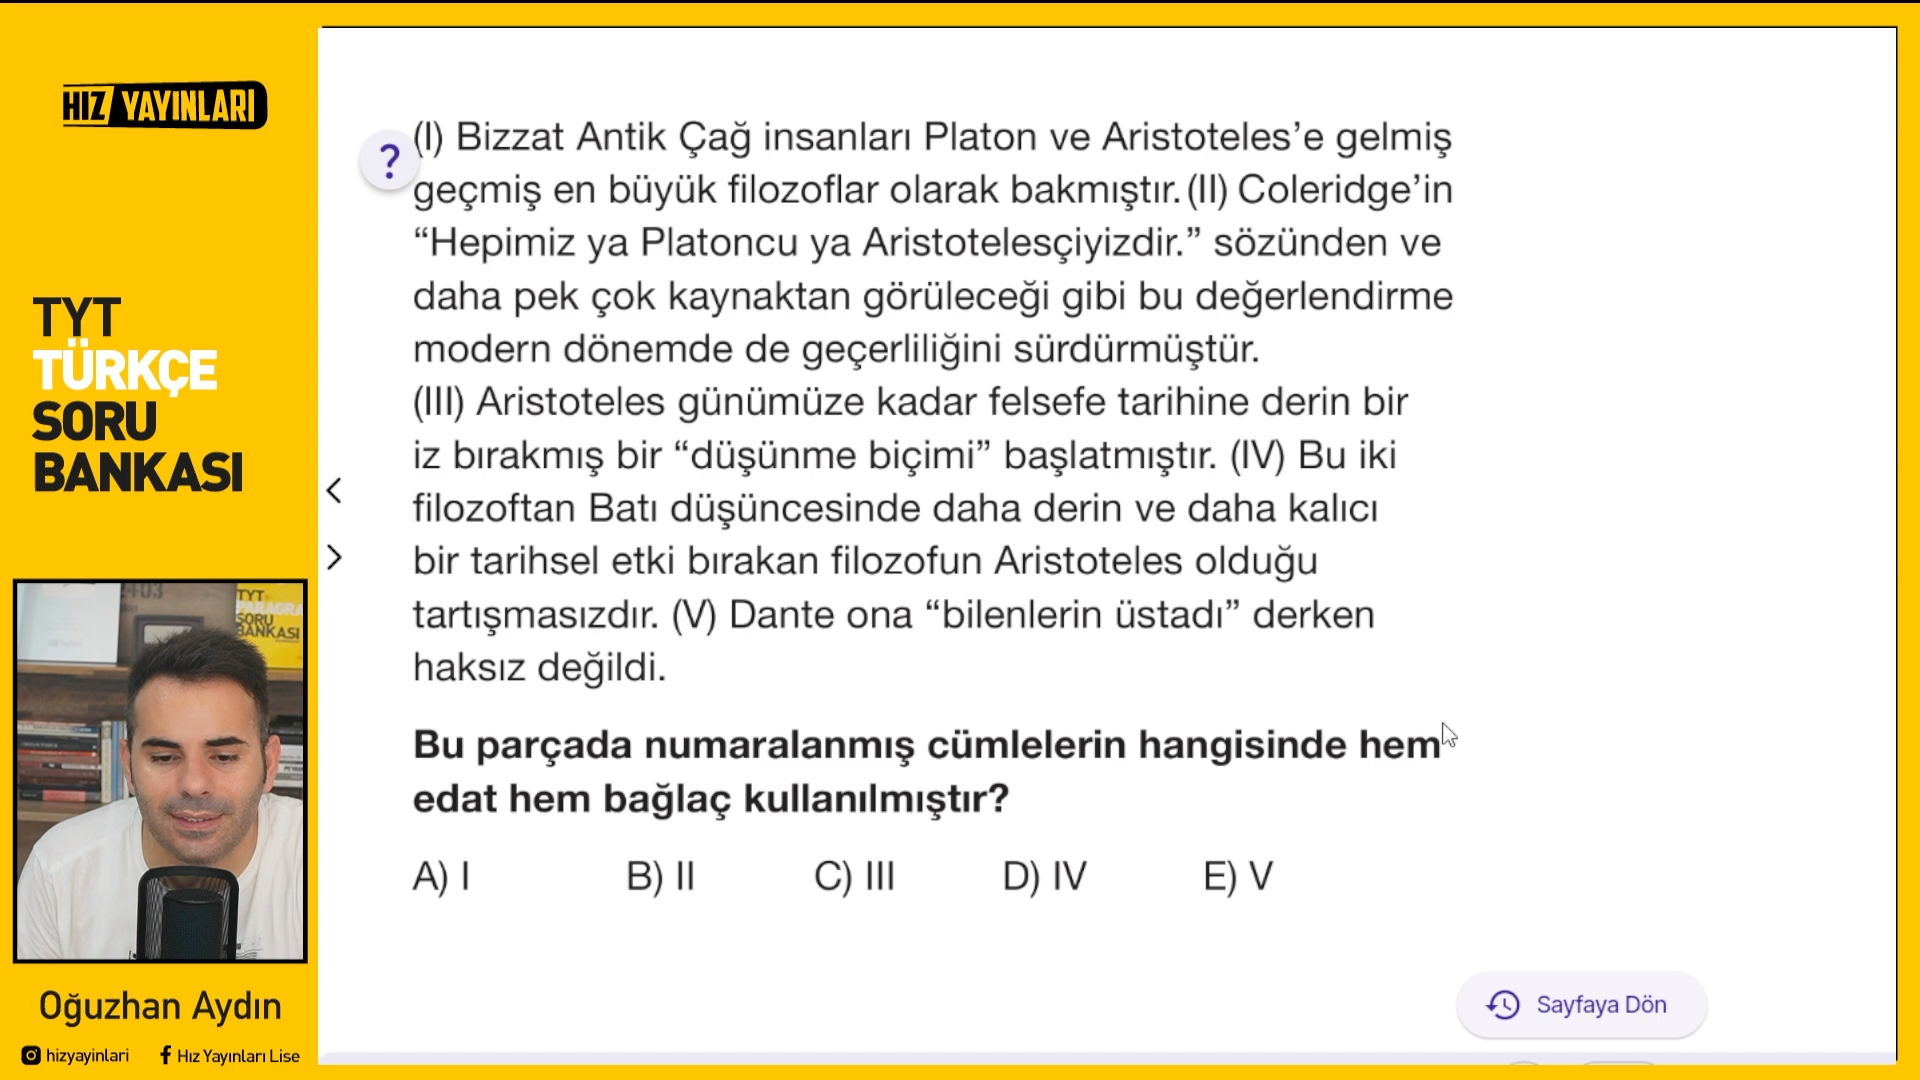 HIZ YAYINLARI
TYT
TÜRKÇE
SORU
BANKASI
TYT
PARAGRAF
SORU
BANKASI
Oğuzhan Aydın
hizyayinlari
Hız Yayınları Lise
?
(I) Bizzat Antik Çağ insanları Platon ve Aristoteles’e gelmiş
geçmiş en büyük filozoflar olarak bakmıştır. (II) Coleridge’in
“Hepimiz ya Platoncu ya Aristotelesçiyizdir.” sözünden ve
daha pek çok kaynaktan görüleceği gibi bu değerlendirme
modern dönemde de geçerliliğini sürdürmüştür.
(III) Aristoteles günümüze kadar felsefe tarihine derin bir
iz bırakmış bir “düşünme biçimi” başlatmıştır. (IV) Bu iki
filozoftan Batı düşüncesinde daha derin ve daha kalıcı
bir tarihsel etki bırakan filozofun Aristoteles olduğu
tartışmasızdır. (V) Dante ona “bilenlerin üstadı” derken
haksız değildi.
Bu parçada numaralanmış cümlelerin hangisinde hem
edat hem bağlaç kullanılmıştır?
A) I B) II C) III D) IV E) V
Sayfaya Dön